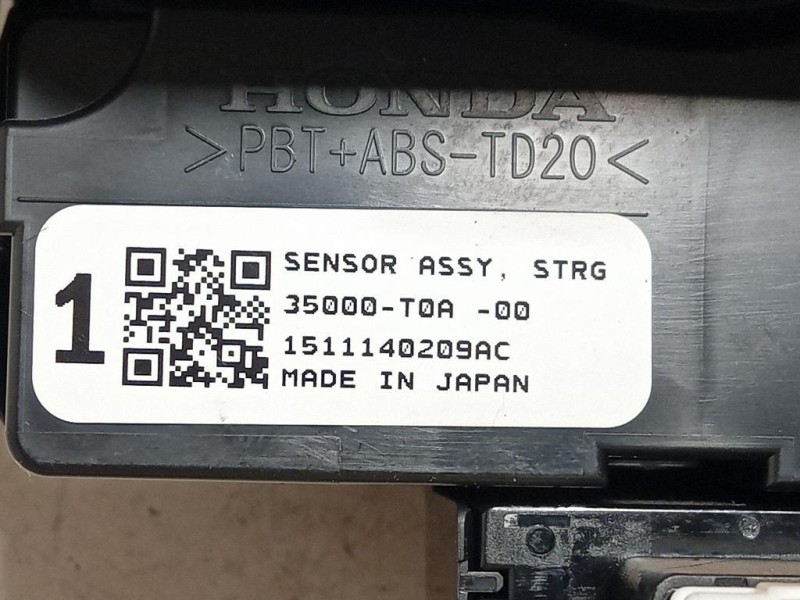 HONDA
>PBT+ABS-TD20<
1
SENSOR ASSY, STRG
35000-T0A -00
1511140209AC
MADE IN JAPAN